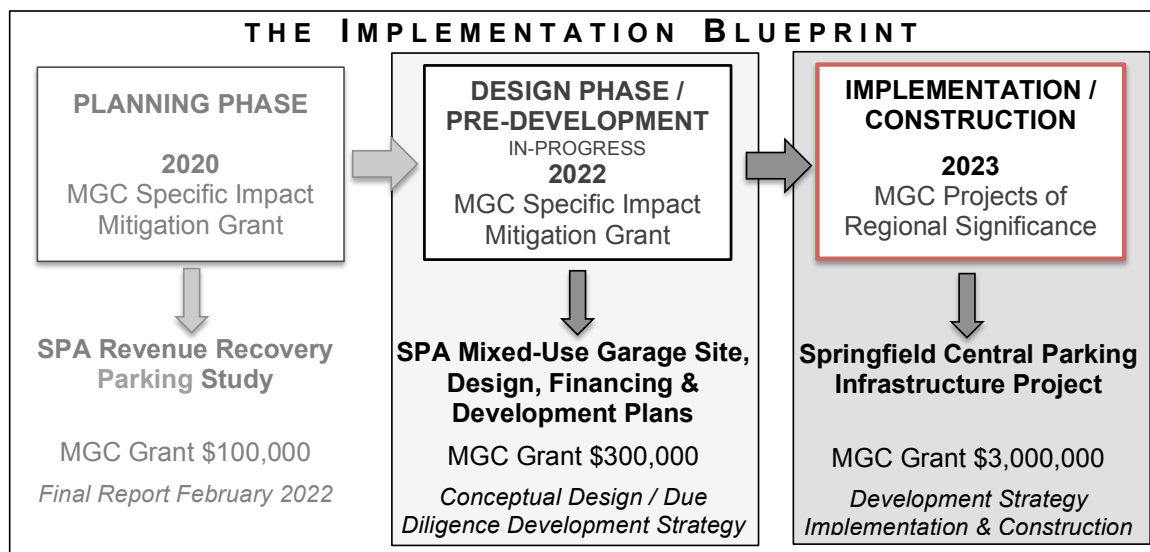 THE IMPLEMENTATION BLUEPRINT
PLANNING PHASE
2020
MGC Specific Impact
Mitigation Grant
SPA Revenue Recovery
Parking Study
MGC Grant $100,000
Final Report February 2022
DESIGN PHASE /
PRE-DEVELOPMENT
IN-PROGRESS
2022
MGC Specific Impact
Mitigation Grant
SPA Mixed-Use Garage Site,
Design, Financing &
Development Plans
MGC Grant $300,000
Conceptual Design / Due
Diligence Development Strategy
IMPLEMENTATION /
CONSTRUCTION
2023
MGC Projects of
Regional Significance
Springfield Central Parking
Infrastructure Project
MGC Grant $3,000,000
Development Strategy
Implementation & Construction